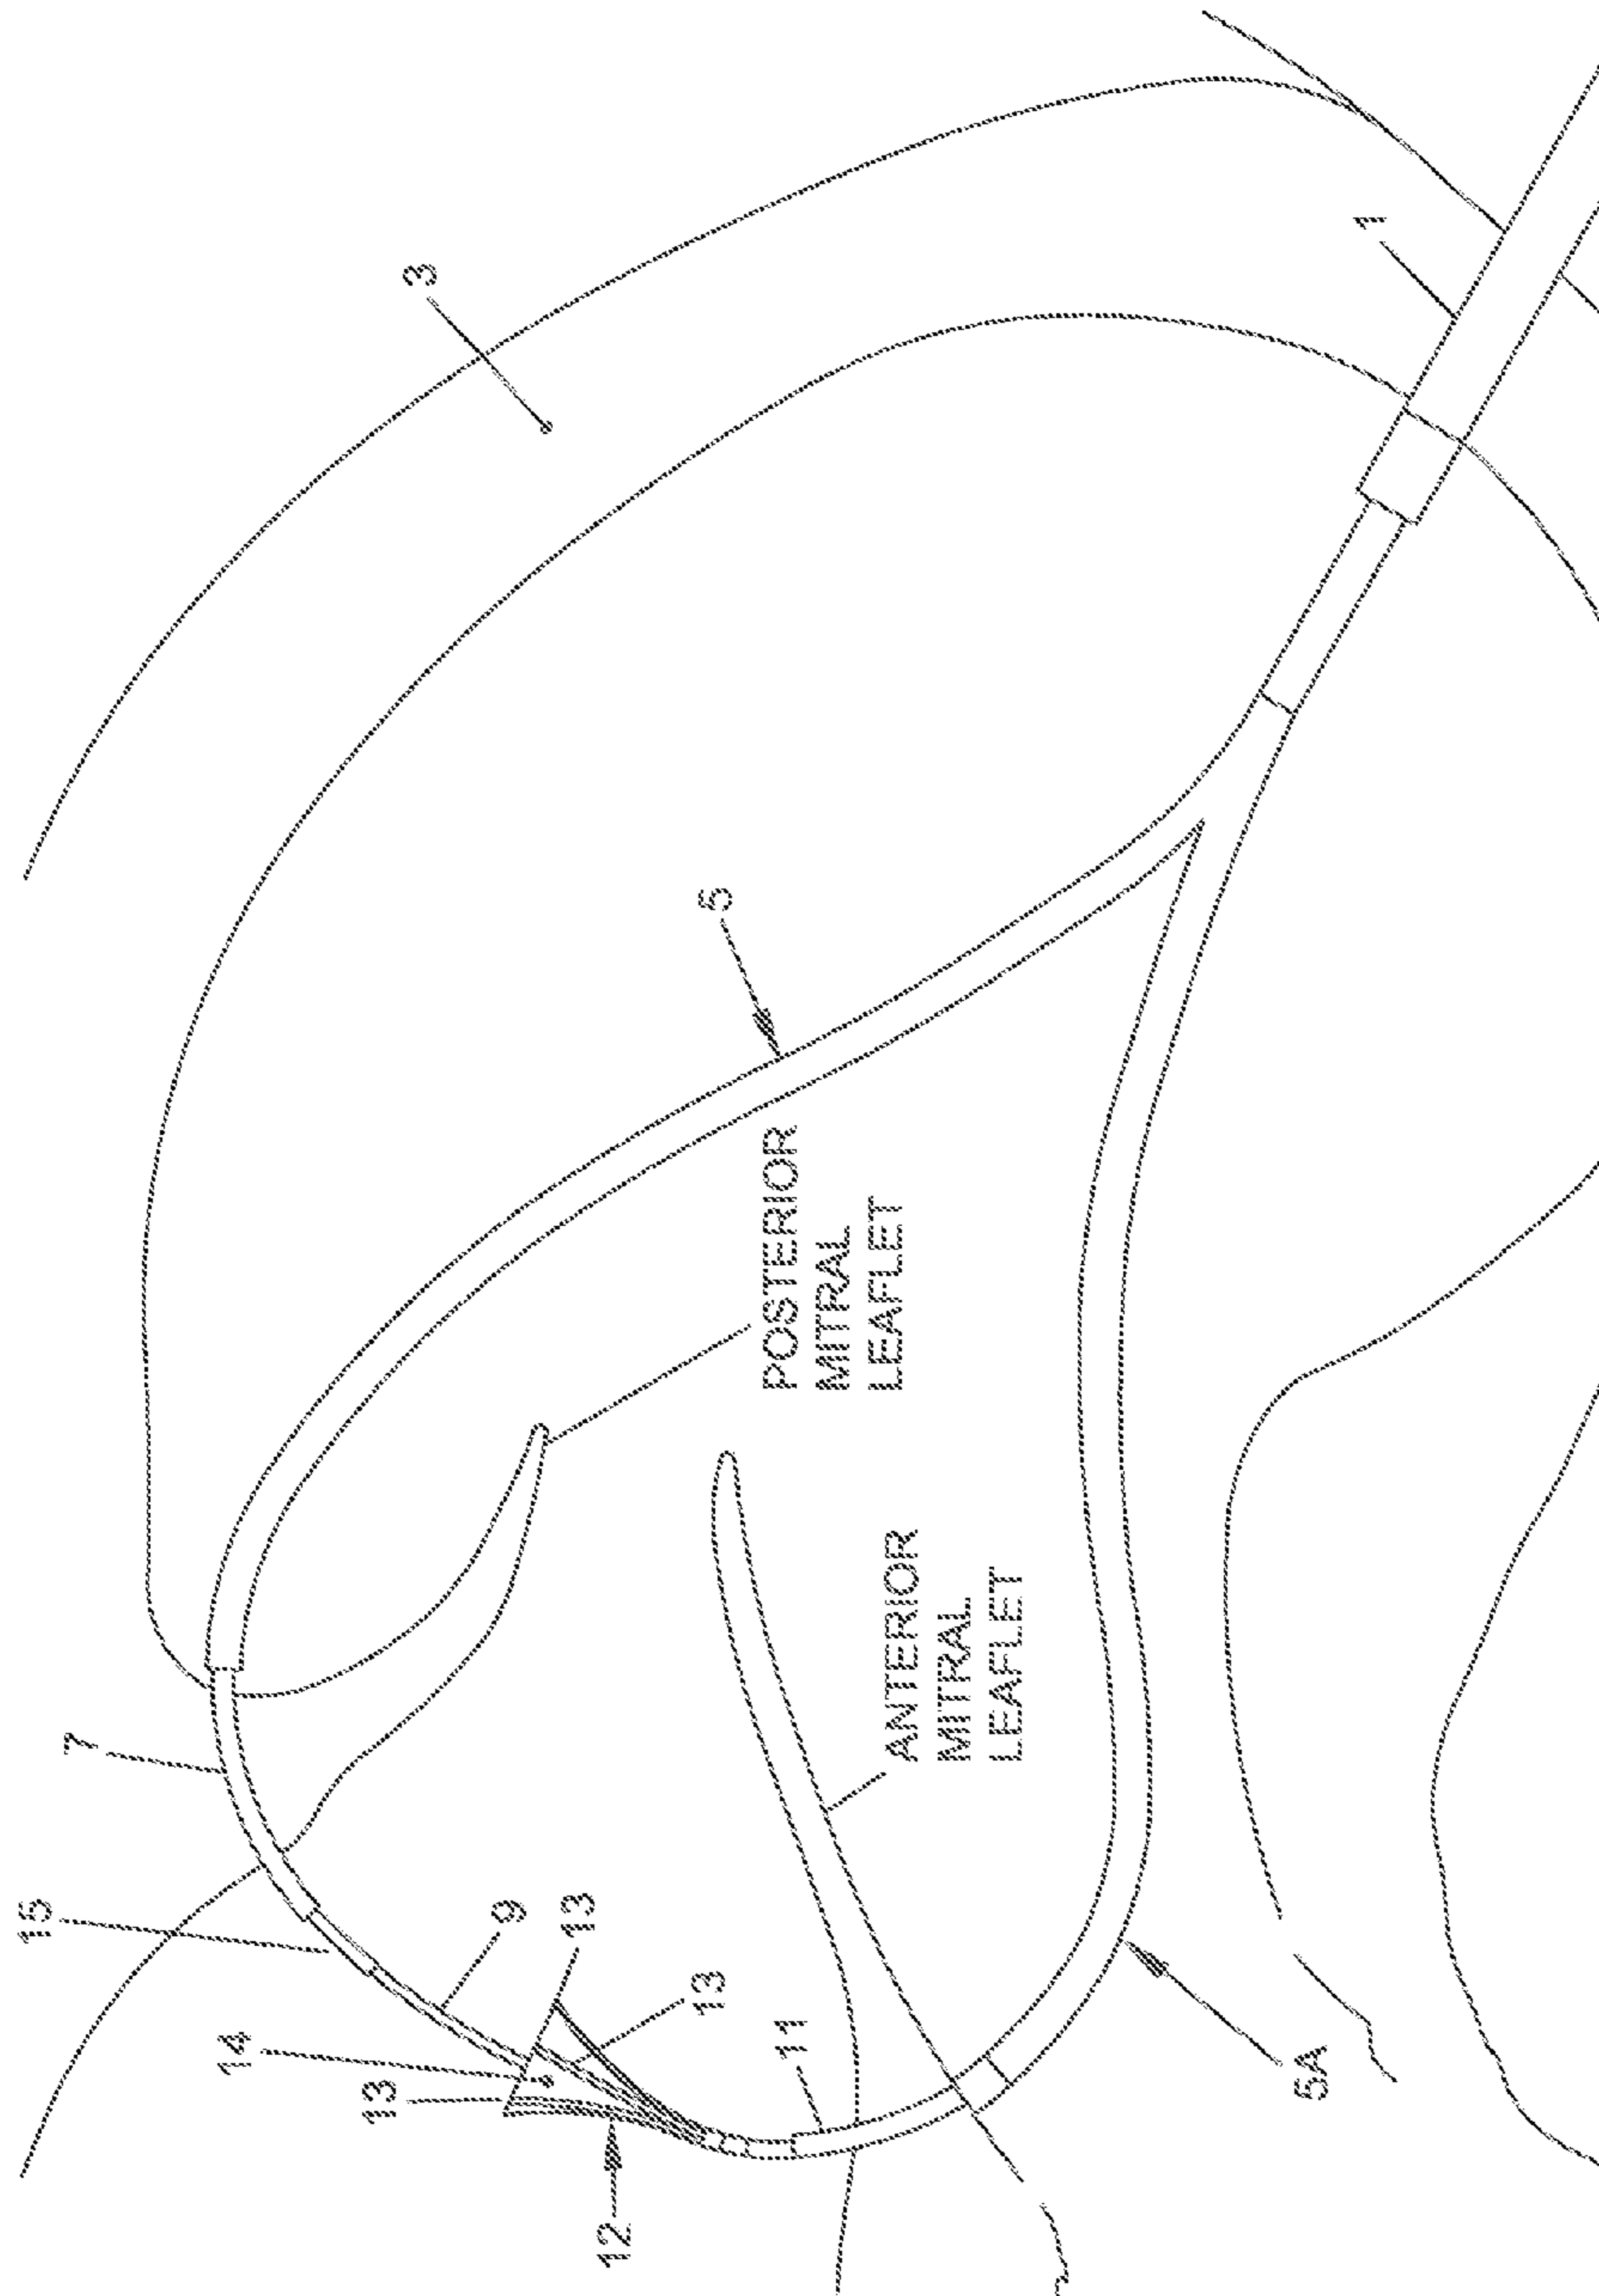 3
1
5
POSTERIOR
MITRAL
LEAFLET
ANTERIOR
MITRAL
LEAFLET
7
15
9
13
13
14
13
11
12
5A